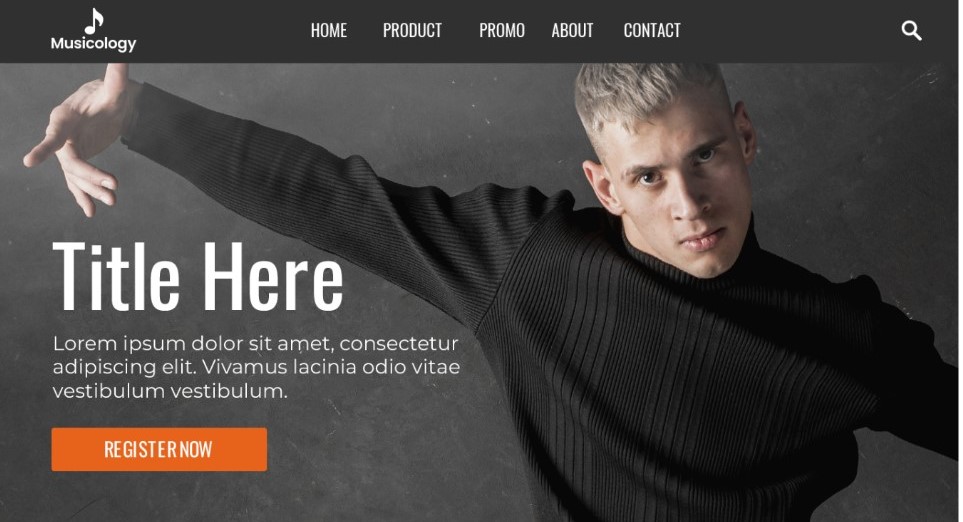 Musicology
HOME PRODUCT PROMO ABOUT CONTACT
Title Here
Lorem ipsum dolor sit amet, consectetur
adipiscing elit. Vivamus lacinia odio vitae
vestibulum vestibulum.
REGISTER NOW